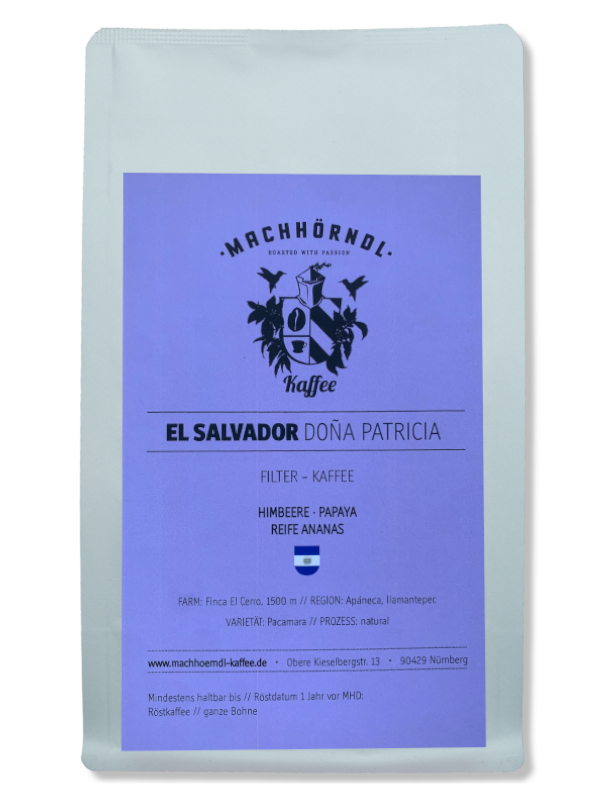 ·MACHHÖRNDL·
ROASTED WITH PASSION
Kaffee
EL SALVADOR DOÑA PATRICIA
FILTER - KAFFEE
HIMBEERE · PAPAYA
REIFE ANANAS
FARM: Finca El Cerro, 1500 m // REGION: Apáneca, Ilamantepec
VARIETÄT: Pacamara // PROZESS: natural
www.machhoerndl-kaffee.de · Obere Kieselbergstr. 13 · 90429 Nürnberg
Mindestens haltbar bis // Röstdatum 1 Jahr vor MHD:
Röstkaffee // ganze Bohne